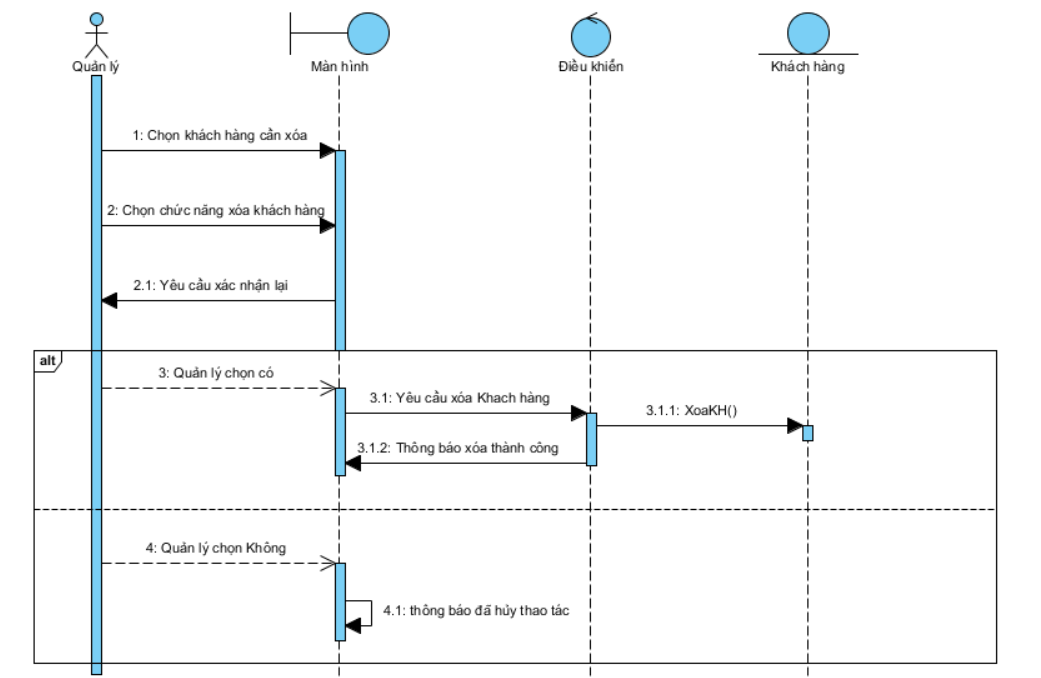 Quản lý
Màn hình
Điều khiển
Khách hàng
1: Chọn khách hàng cần xóa
2: Chọn chức năng xóa khách hàng
2.1: Yêu cầu xác nhận lại
alt
3: Quản lý chọn có
3.1: Yêu cầu xóa Khach hàng
3.1.1: XoaKH()
3.1.2: Thông báo xóa thành công
4: Quản lý chọn Không
4.1: thông báo đã hủy thao tác